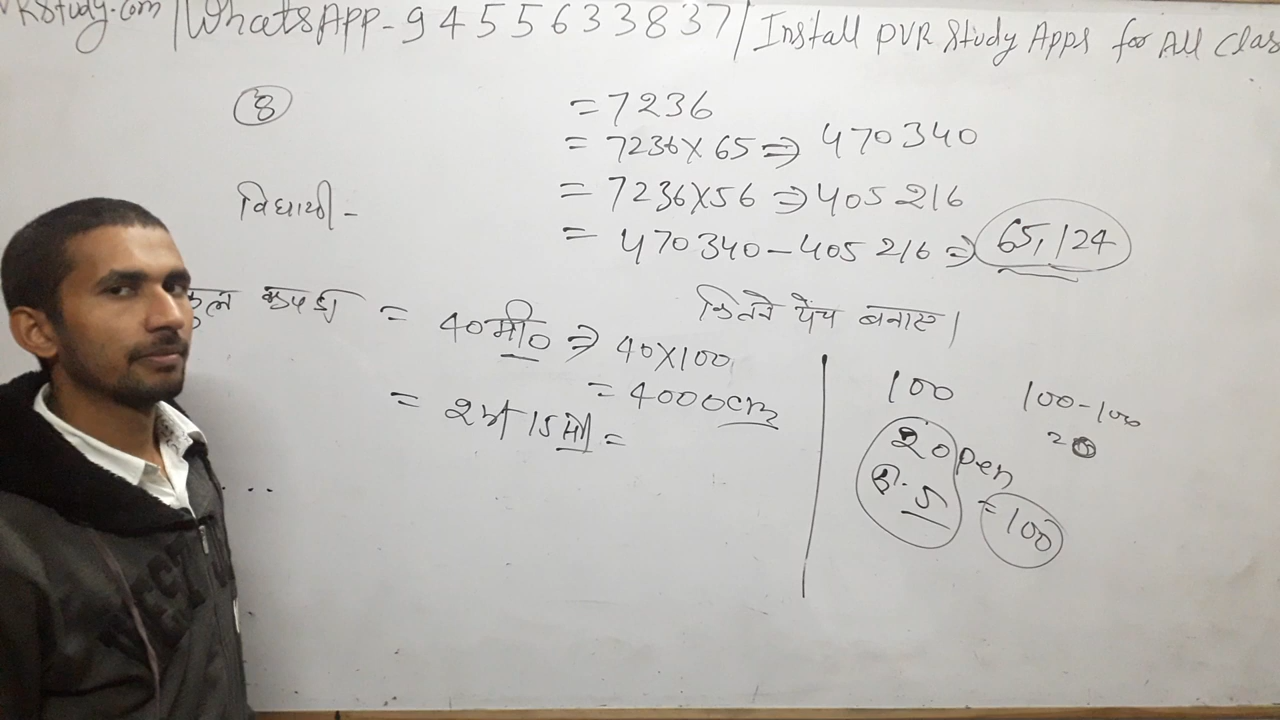 Study.com | WhatsApp-9455633837 | Install PVR Study Apps for All Clas
8
= 7236
= 7236 X 65 ⇒ 470340
विधार्थी -
= 7236 X 56 ⇒ 405216
= 470340 - 405216 ⇒ 65,124
कुल कपड़ा = 40 मी० ⇒ 40 X 100
कितने पैंच बनाए।
= 4000 cm
= 2 मी 15 मी =
100
100 - 100
20
20 pen
रु. 5
= 100